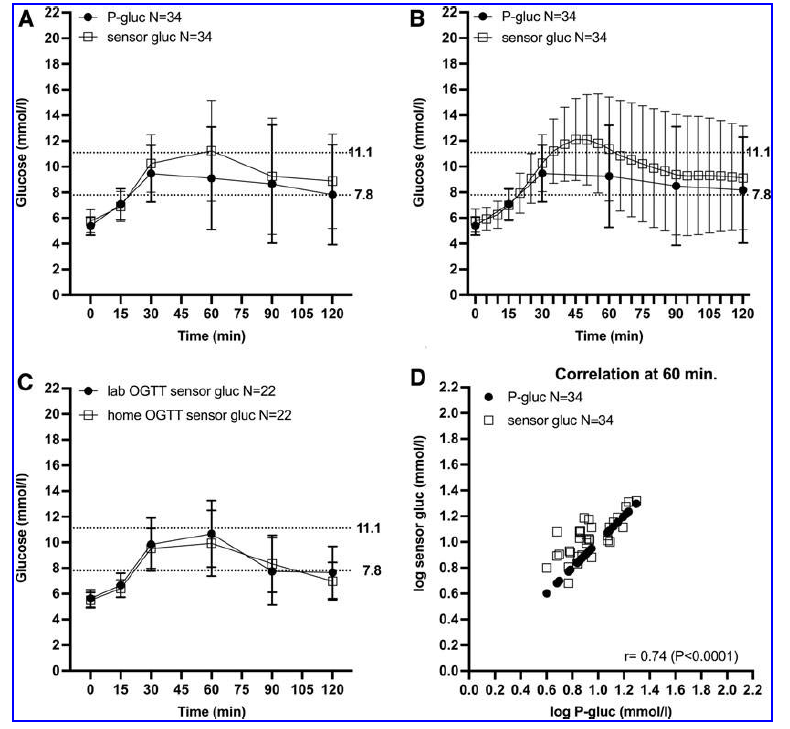 A
P-gluc N=34
sensor gluc N=34
Glucose (mmol/l)
22
20
18
16
14
12
10
8
6
4
2
0
11.1
7.8
0 15 30 45 60 75 90 105 120
Time (min)
B
P-gluc N=34
sensor gluc N=34
Glucose (mmol/l)
22
20
18
16
14
12
10
8
6
4
2
0
11.1
7.8
0 15 30 45 60 75 90 105 120
Time (min)
C
lab OGTT sensor gluc N=22
home OGTT sensor gluc N=22
Glucose (mmol/l)
22
20
18
16
14
12
10
8
6
4
2
0
11.1
7.8
0 15 30 45 60 75 90 105 120
Time (min)
D
Correlation at 60 min.
P-gluc N=34
sensor gluc N=34
log sensor gluc (mmol/l)
2.2
2.0
1.8
1.6
1.4
1.2
1.0
0.8
0.6
0.4
0.2
0.0
r= 0.74 (P<0.0001)
0.0 0.2 0.4 0.6 0.8 1.0 1.2 1.4 1.6 1.8 2.0 2.2
log P-gluc (mmol/l)